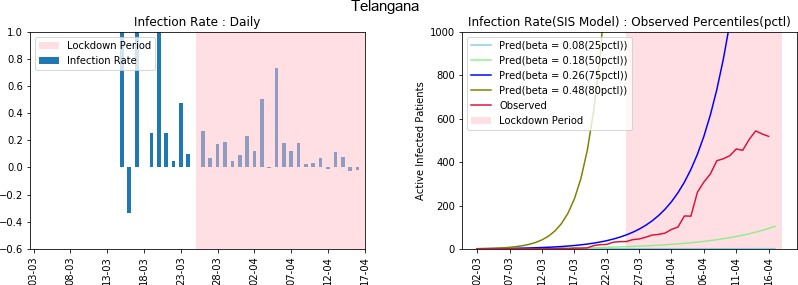 Telangana
Infection Rate : Daily
Lockdown Period
Infection Rate
1.0
0.8
0.6
0.4
0.2
0.0
−0.2
−0.4
−0.6
03-03
08-03
13-03
18-03
23-03
28-03
02-04
07-04
12-04
17-04
Infection Rate(SIS Model) : Observed Percentiles(pctl)
Pred(beta = 0.08(25pctl))
Pred(beta = 0.18(50pctl))
Pred(beta = 0.26(75pctl))
Pred(beta = 0.48(80pctl))
Observed
Lockdown Period
Active Infected Patients
1000
800
600
400
200
0
02-03
07-03
12-03
17-03
22-03
27-03
01-04
06-04
11-04
16-04